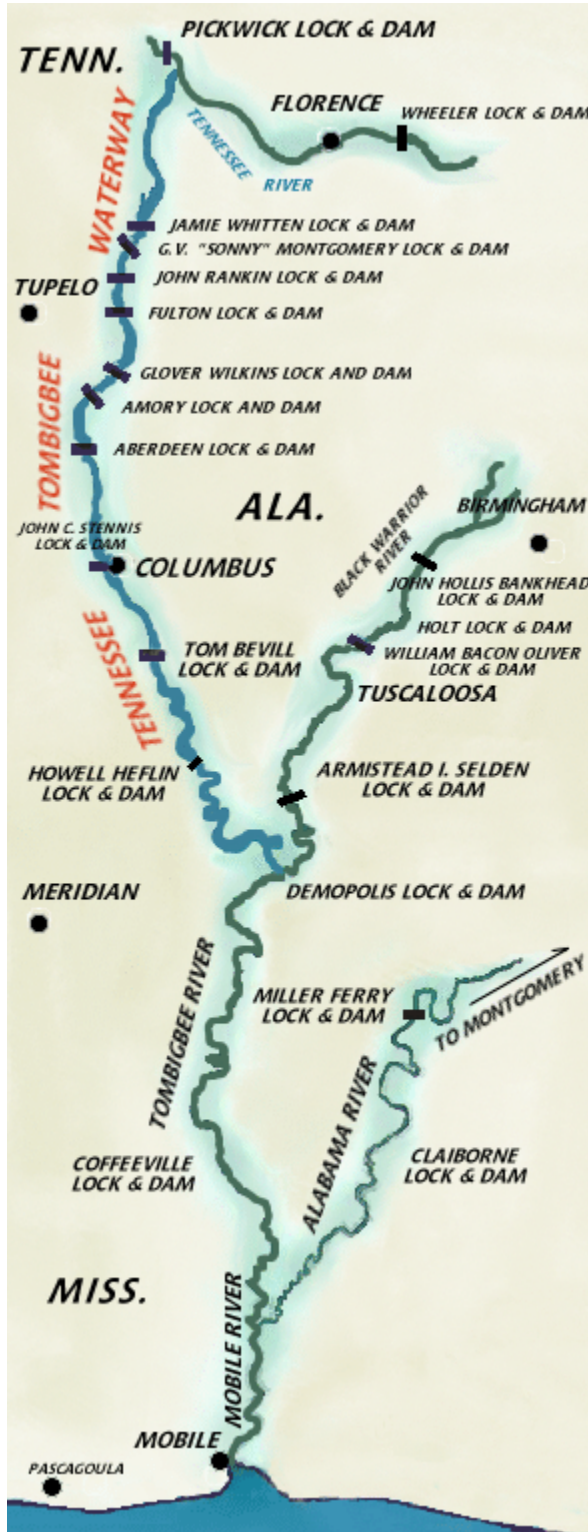 PICKWICK LOCK & DAM
TENN.
FLORENCE
WHEELER LOCK & DAM
TENNESSEE
RIVER
WATERWAY
JAMIE WHITTEN LOCK & DAM
G.V. "SONNY" MONTGOMERY LOCK & DAM
JOHN RANKIN LOCK & DAM
TUPELO
FULTON LOCK & DAM
GLOVER WILKINS LOCK AND DAM
TOMBIGBEE
AMORY LOCK AND DAM
ABERDEEN LOCK & DAM
ALA.
BLACK WARRIOR
RIVER
BIRMINGHAM
JOHN C. STENNIS
LOCK & DAM
COLUMBUS
JOHN HOLLIS BANKHEAD
LOCK & DAM
HOLT LOCK & DAM
TOM BEVILL
LOCK & DAM
WILLIAM BACON OLIVER
LOCK & DAM
TENNESSEE
TUSCALOOSA
HOWELL HEFLIN
LOCK & DAM
ARMISTEAD I. SELDEN
LOCK & DAM
MERIDIAN
DEMOPOLIS LOCK & DAM
TOMBIGBEE RIVER
MILLER FERRY
LOCK & DAM
TO MONTGOMERY
ALABAMA RIVER
COFFEEVILLE
LOCK & DAM
CLAIBORNE
LOCK & DAM
MISS.
MOBILE RIVER
MOBILE
PASCAGOULA